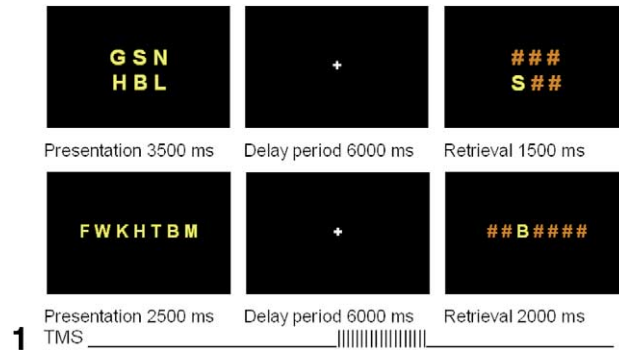 G S N
H B L
+
# # #
S # #
Presentation 3500 ms
Delay period 6000 ms
Retrieval 1500 ms
F W K H T B M
+
# # B # # # #
Presentation 2500 ms
Delay period 6000 ms
Retrieval 2000 ms
1
TMS